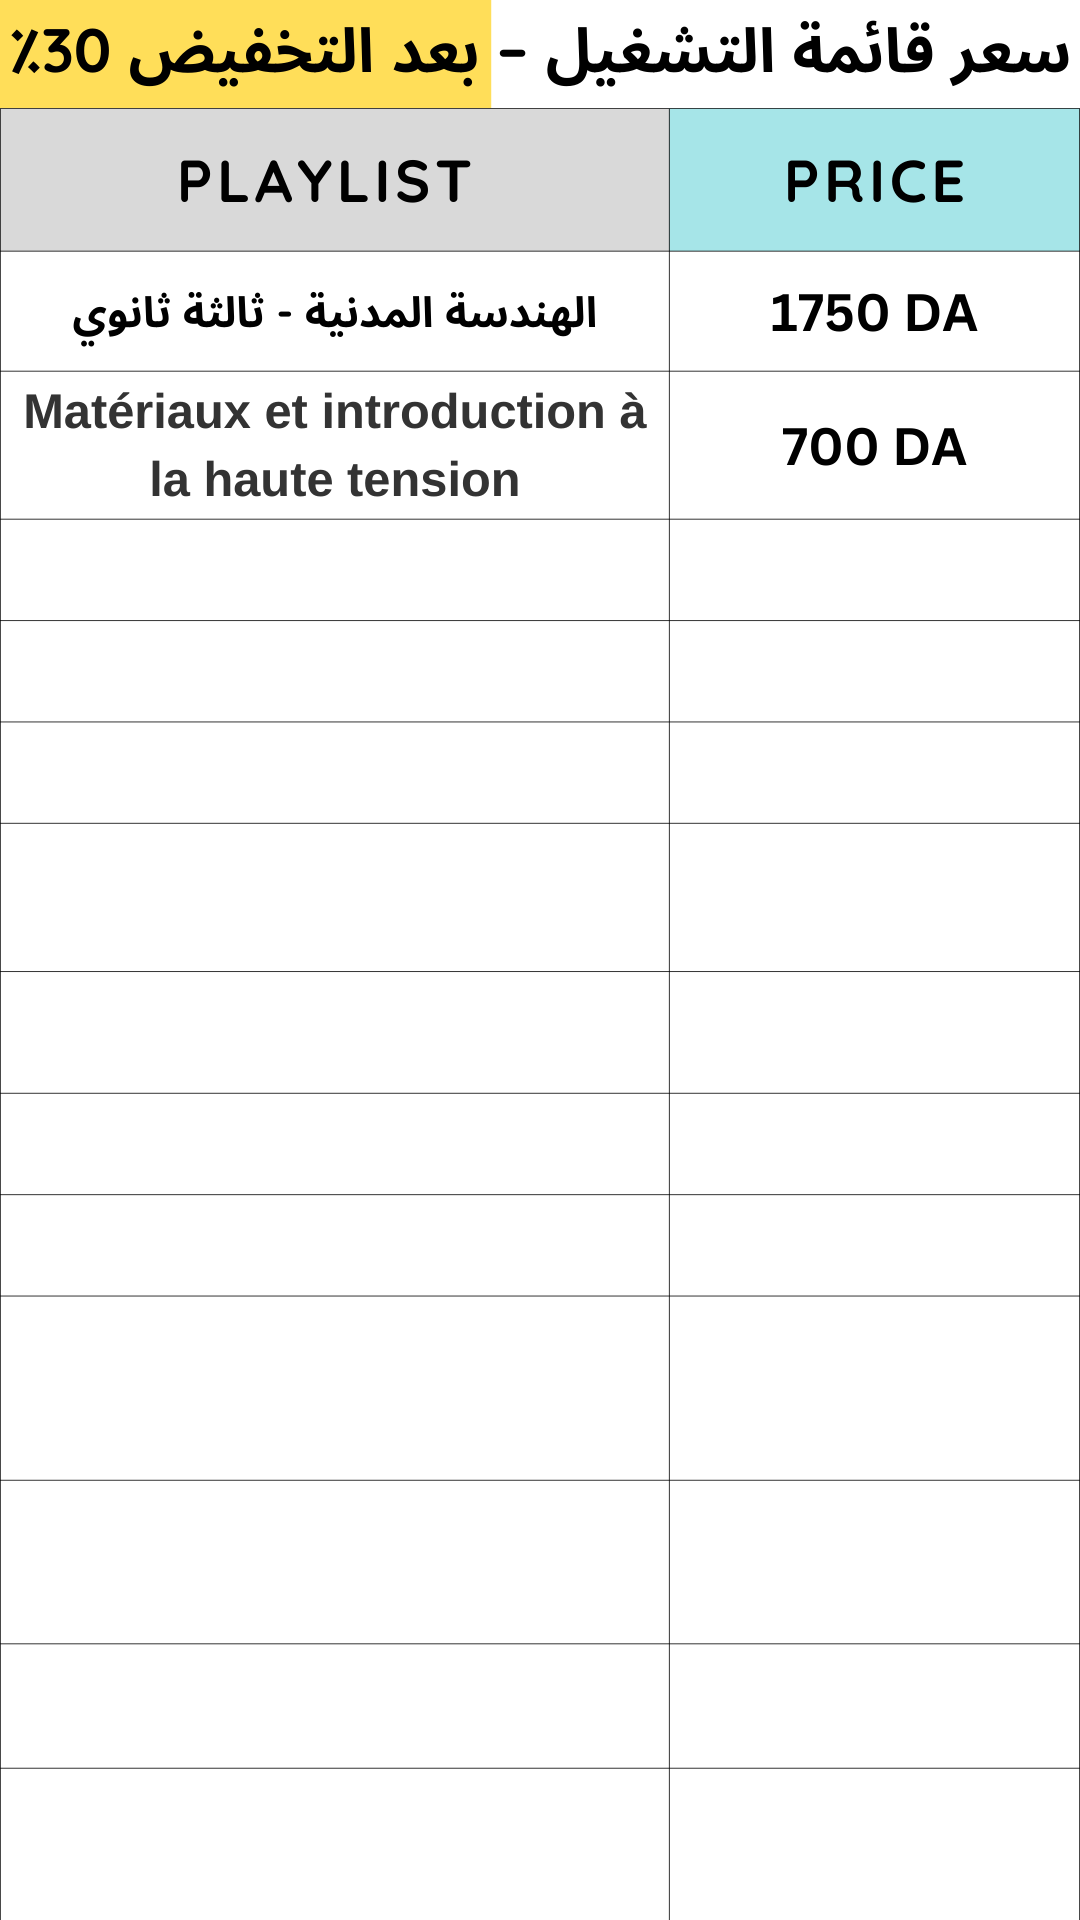 سعر قائمة التشغيل - بعد التخفيض 30٪
PLAYLIST PRICE
الهندسة المدنية - ثالثة ثانوي 1750 DA
Matériaux et introduction à
la haute tension
700 DA